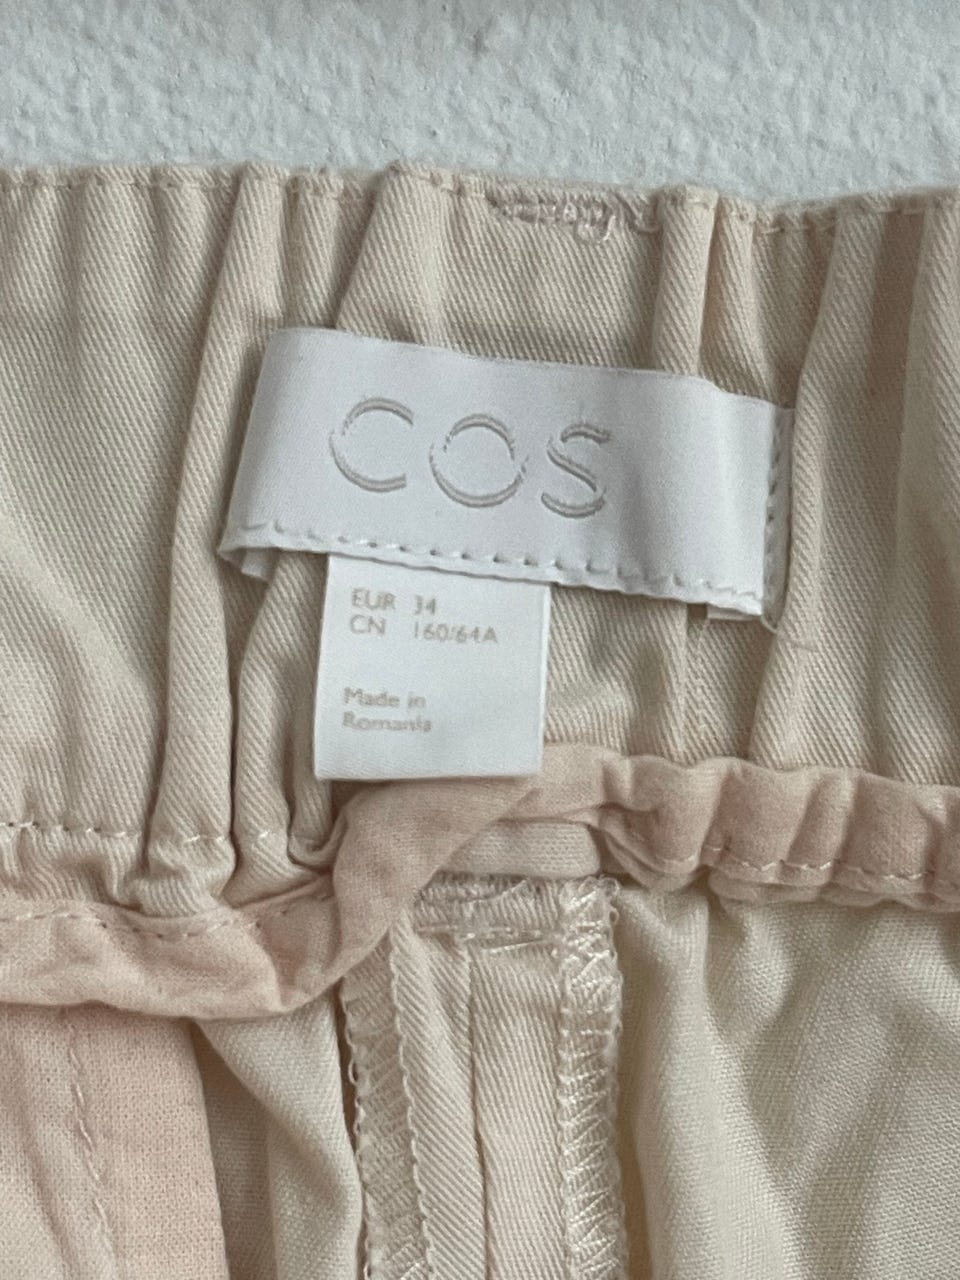 COS
EUR 34
CN 160/64A
Made in
Romania